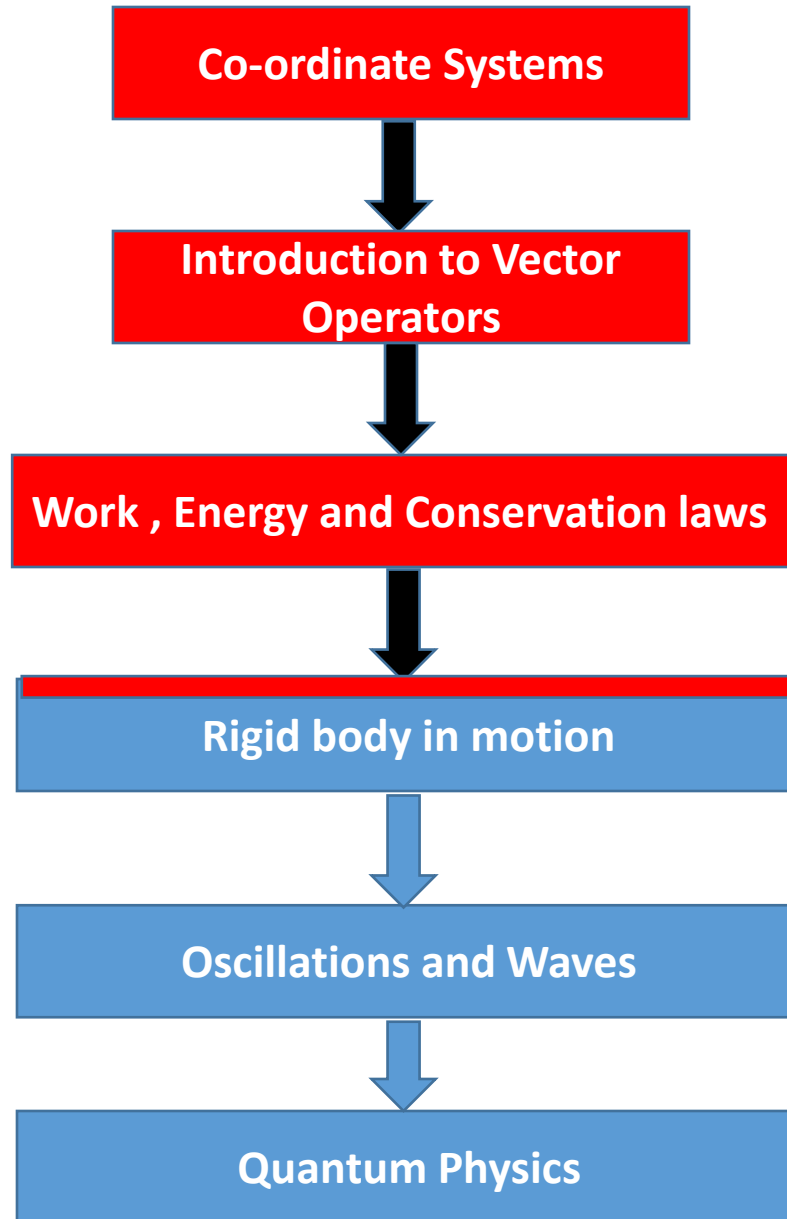 Co-ordinate Systems
Introduction to Vector
Operators
Work , Energy and Conservation laws
Rigid body in motion
Oscillations and Waves
Quantum Physics